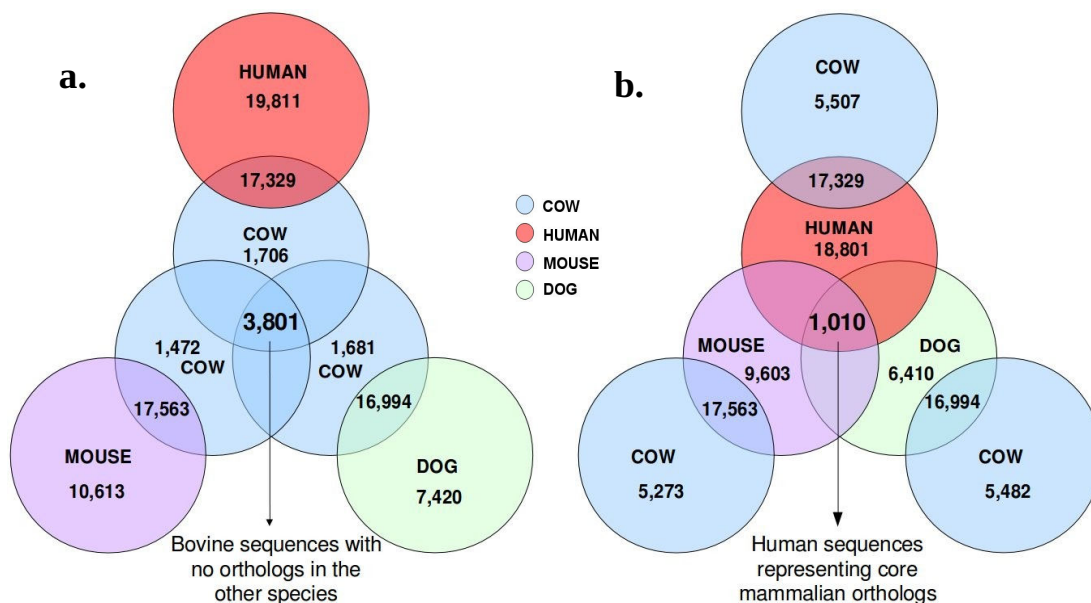 a.
HUMAN
19,811
17,329
COW
1,706
3,801
1,472
COW
1,681
COW
17,563
16,994
MOUSE
10,613
DOG
7,420
Bovine sequences with
no orthologs in the
other species
COW
HUMAN
MOUSE
DOG
b.
COW
5,507
17,329
HUMAN
18,801
1,010
MOUSE
9,603
DOG
6,410
17,563
16,994
COW
5,273
COW
5,482
Human sequences
representing core
mammalian orthologs